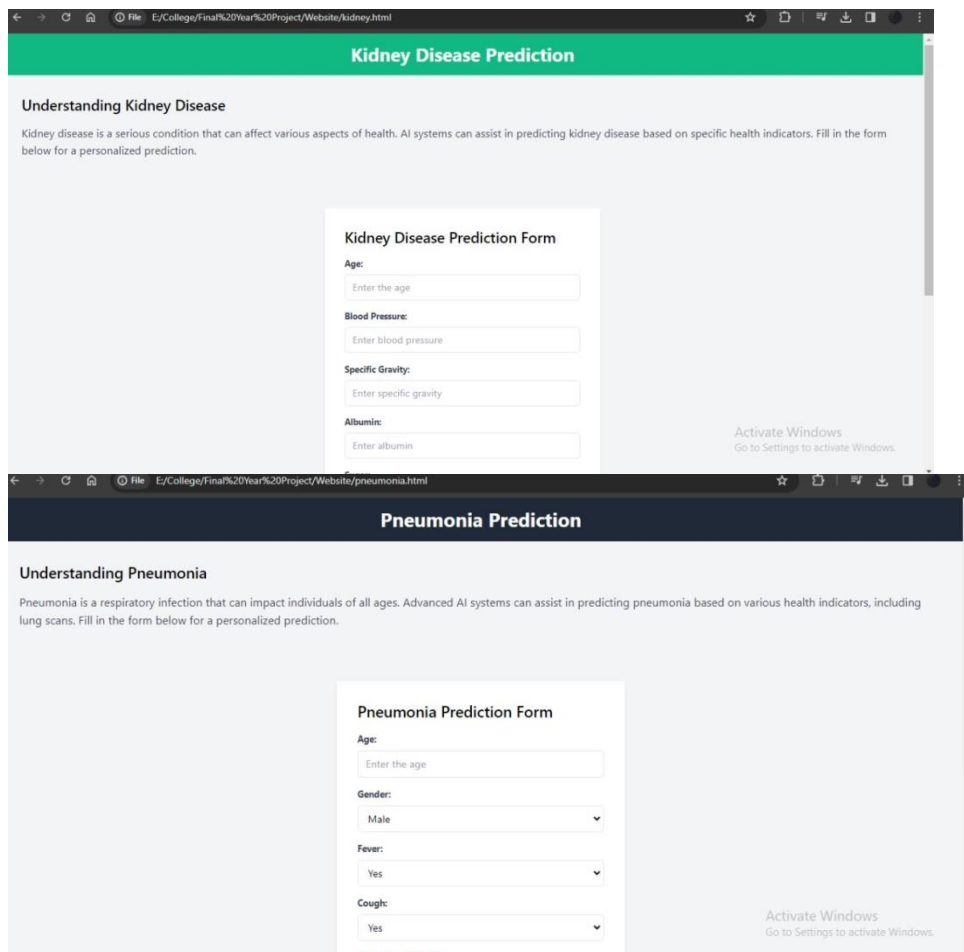 File E:/College/Final%20Year%20Project/Website/kidney.html
Kidney Disease Prediction
Understanding Kidney Disease
Kidney disease is a serious condition that can affect various aspects of health. AI systems can assist in predicting kidney disease based on specific health indicators. Fill in the form
below for a personalized prediction.
Kidney Disease Prediction Form
Age:
Enter the age
Blood Pressure:
Enter blood pressure
Specific Gravity:
Enter specific gravity
Albumin:
Enter albumin
Activate Windows
Go to Settings to activate Windows.
File E:/College/Final%20Year%20Project/Website/pneumonia.html
Pneumonia Prediction
Understanding Pneumonia
Pneumonia is a respiratory infection that can impact individuals of all ages. Advanced AI systems can assist in predicting pneumonia based on various health indicators, including
lung scans. Fill in the form below for a personalized prediction.
Pneumonia Prediction Form
Age:
Enter the age
Gender:
Male
Fever:
Yes
Cough:
Yes
Activate Windows
Go to Settings to activate Windows.